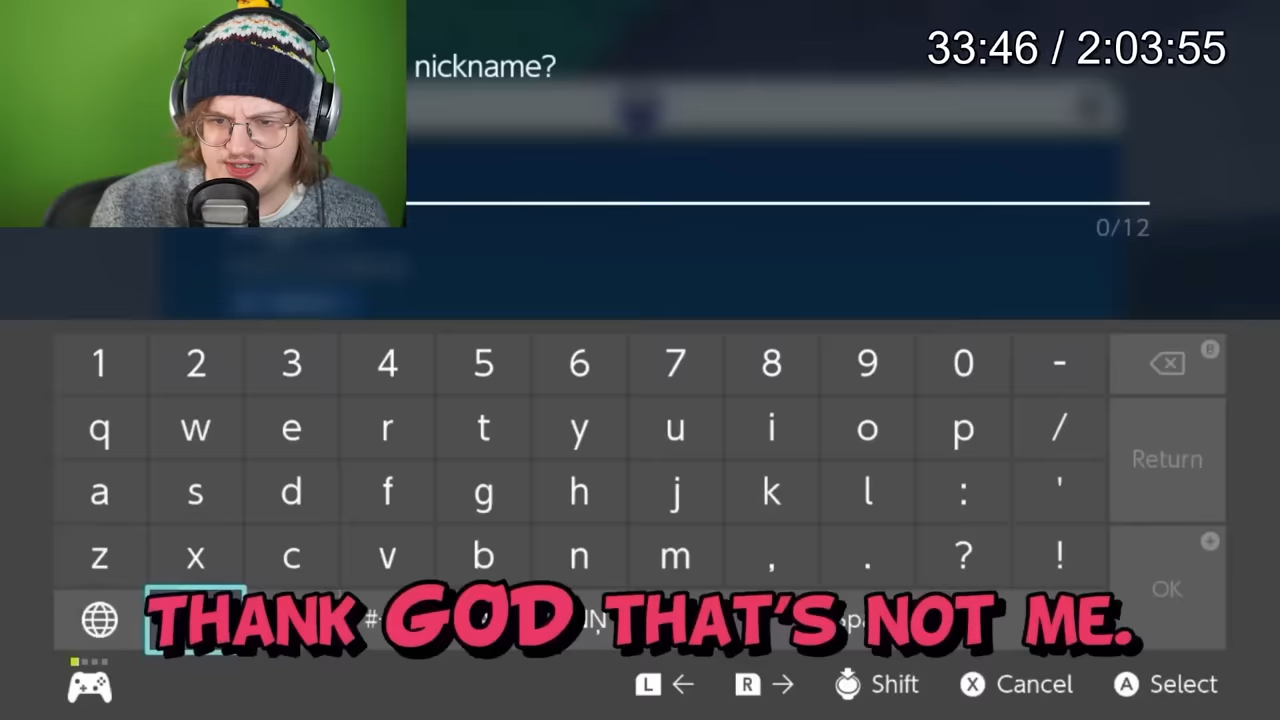 33:46 / 2:03:55
nickname?
0/12
1 2 3 4 5 6 7 8 9 0 -
q w e r t y u i o p /
Return
a s d f g h j k l : '
z x c v b n m , . ? !
OK
THANK GOD THAT'S NOT ME.
L ← R → Shift X Cancel A Select